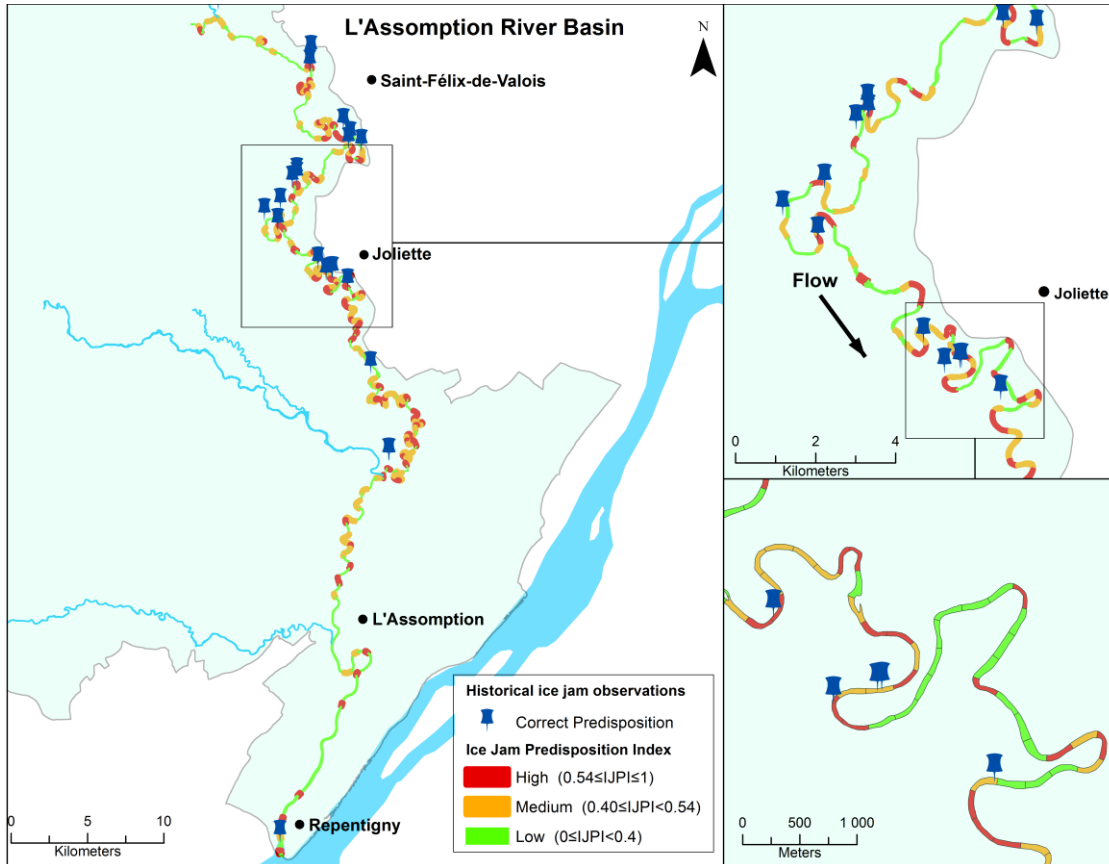 L'Assomption River Basin
N
Saint-Félix-de-Valois
Joliette
L'Assomption
Repentigny
Historical ice jam observations
Correct Predisposition
Ice Jam Predisposition Index
High (0.54≤IJPI≤1)
Medium (0.40≤IJPI<0.54)
Low (0≤IJPI<0.4)
0 5 10
Kilometers
Flow
Joliette
0 2 4
Kilometers
0 500 1 000
Meters